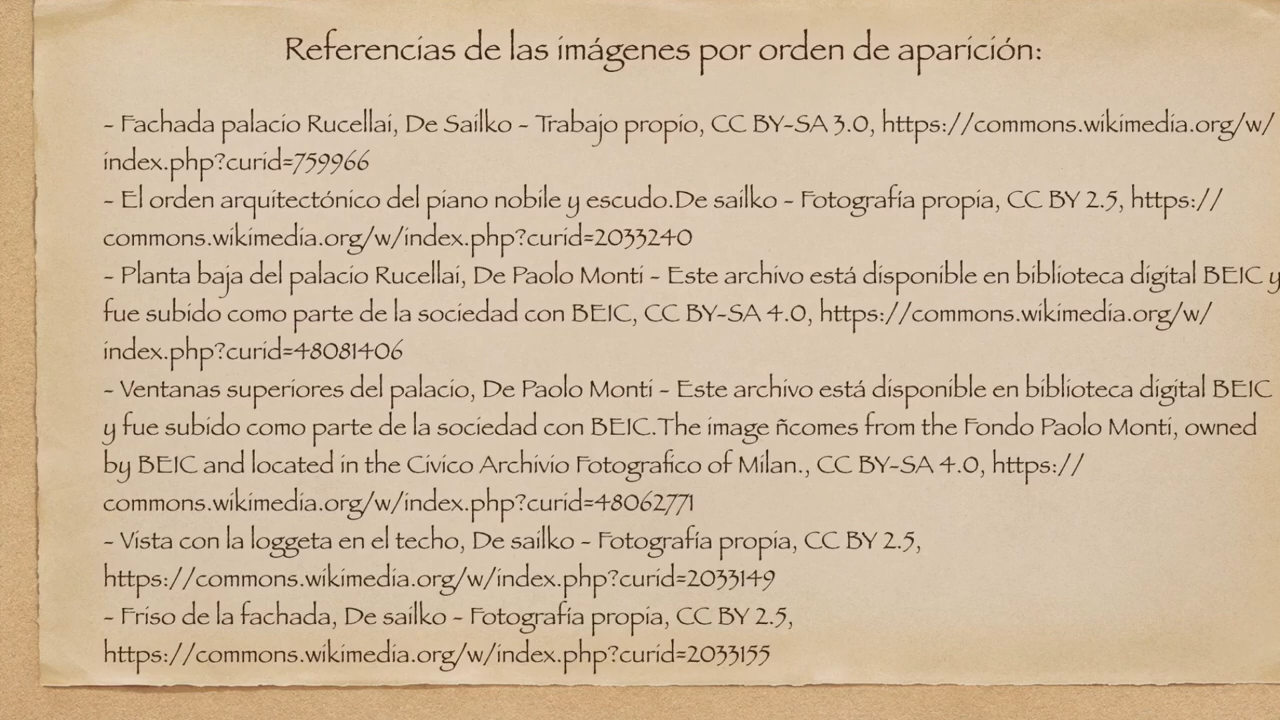 Referencias de las imágenes por orden de aparición:
- Fachada palacio Rucellai, De Sailko - Trabajo propio, CC BY-SA 3.0, https://commons.wikimedia.org/w/
index.php?curid=759966
- El orden arquitectónico del piano nobile y escudo.De sailko - Fotografía propia, CC BY 2.5, https://
commons.wikimedia.org/w/index.php?curid=2033240
- Planta baja del palacio Rucellai, De Paolo Monti - Este archivo está disponible en biblioteca digital BEIC y
fue subido como parte de la sociedad con BEIC, CC BY-SA 4.0, https://commons.wikimedia.org/w/
index.php?curid=48081406
- Ventanas superiores del palacio, De Paolo Monti - Este archivo está disponible en biblioteca digital BEIC
y fue subido como parte de la sociedad con BEIC.The image ñcomes from the Fondo Paolo Monti, owned
by BEIC and located in the Civico Archivio Fotografico of Milan., CC BY-SA 4.0, https://
commons.wikimedia.org/w/index.php?curid=48062771
- Vista con la loggeta en el techo, De sailko - Fotografía propia, CC BY 2.5,
https://commons.wikimedia.org/w/index.php?curid=2033149
- Friso de la fachada, De sailko - Fotografía propia, CC BY 2.5,
https://commons.wikimedia.org/w/index.php?curid=2033155